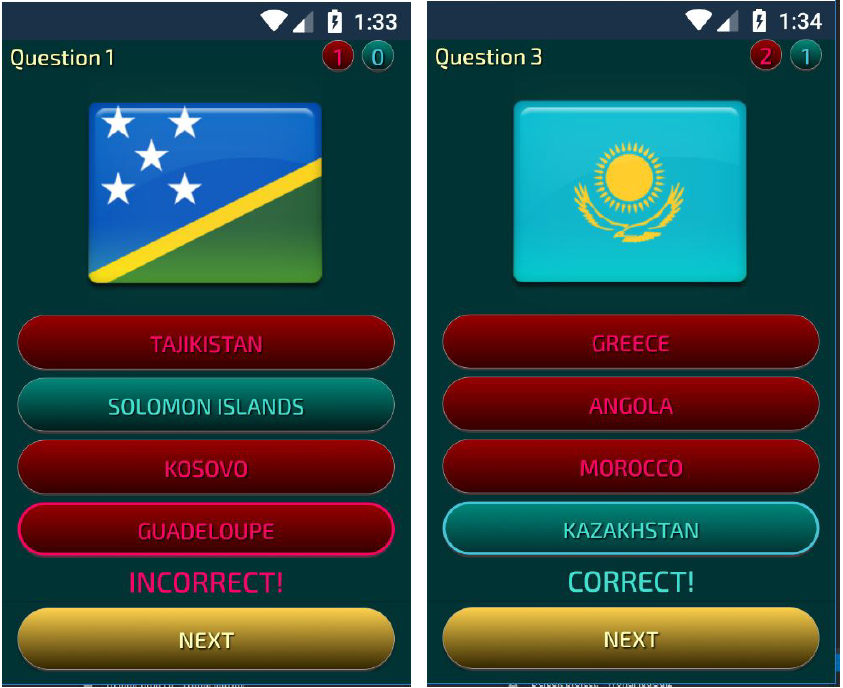 1:33
Question 1
1 0
TAJIKISTAN
SOLOMON ISLANDS
KOSOVO
GUADELOUPE
INCORRECT!
NEXT
1:34
Question 3
2 1
GREECE
ANGOLA
MOROCCO
KAZAKHSTAN
CORRECT!
NEXT